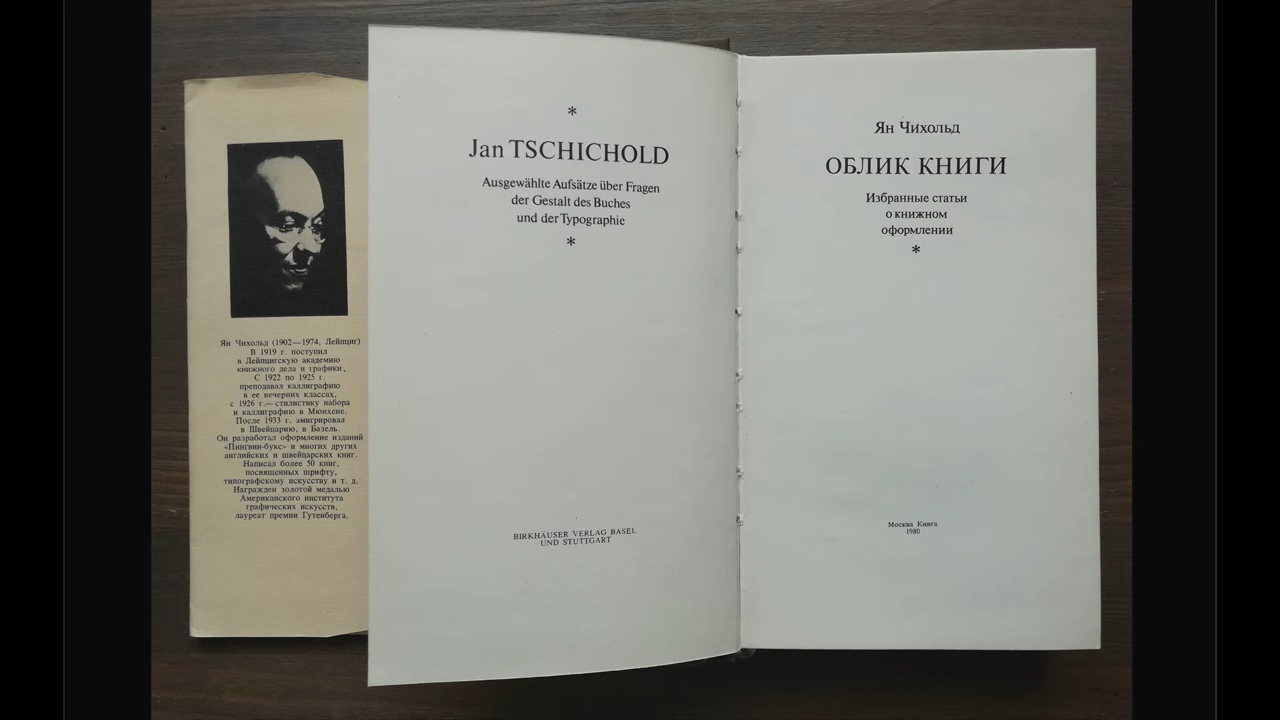 Ян Чихольд (1902—1974, Лейпциг)
В 1919 г. поступил
в Лейпцигскую академию
книжного дела и графики,
С 1922 по 1925 г.
преподавал каллиграфию
в ее вечерних классах,
с 1926 г.—стилистику набора
и каллиграфию в Мюнхене.
После 1933 г. эмигрировал
в Швейцарию, в Базель.
Он разработал оформление изданий
«Пингвин-букс» и многих других
английских и швейцарских книг.
Написал более 50 книг,
посвященных шрифту,
типографскому искусству и т. д.
Награжден золотой медалью
Американского института
графических искусств,
лауреат премии Гутенберга.
*
Jan TSCHICHOLD
Ausgewählte Aufsätze über Fragen
der Gestalt des Buches
und der Typographie
*
BIRKHÄUSER VERLAG BASEL
UND STUTTGART
Ян Чихольд
ОБЛИК КНИГИ
Избранные статьи
о книжном
оформлении
*
Москва Книга
1980